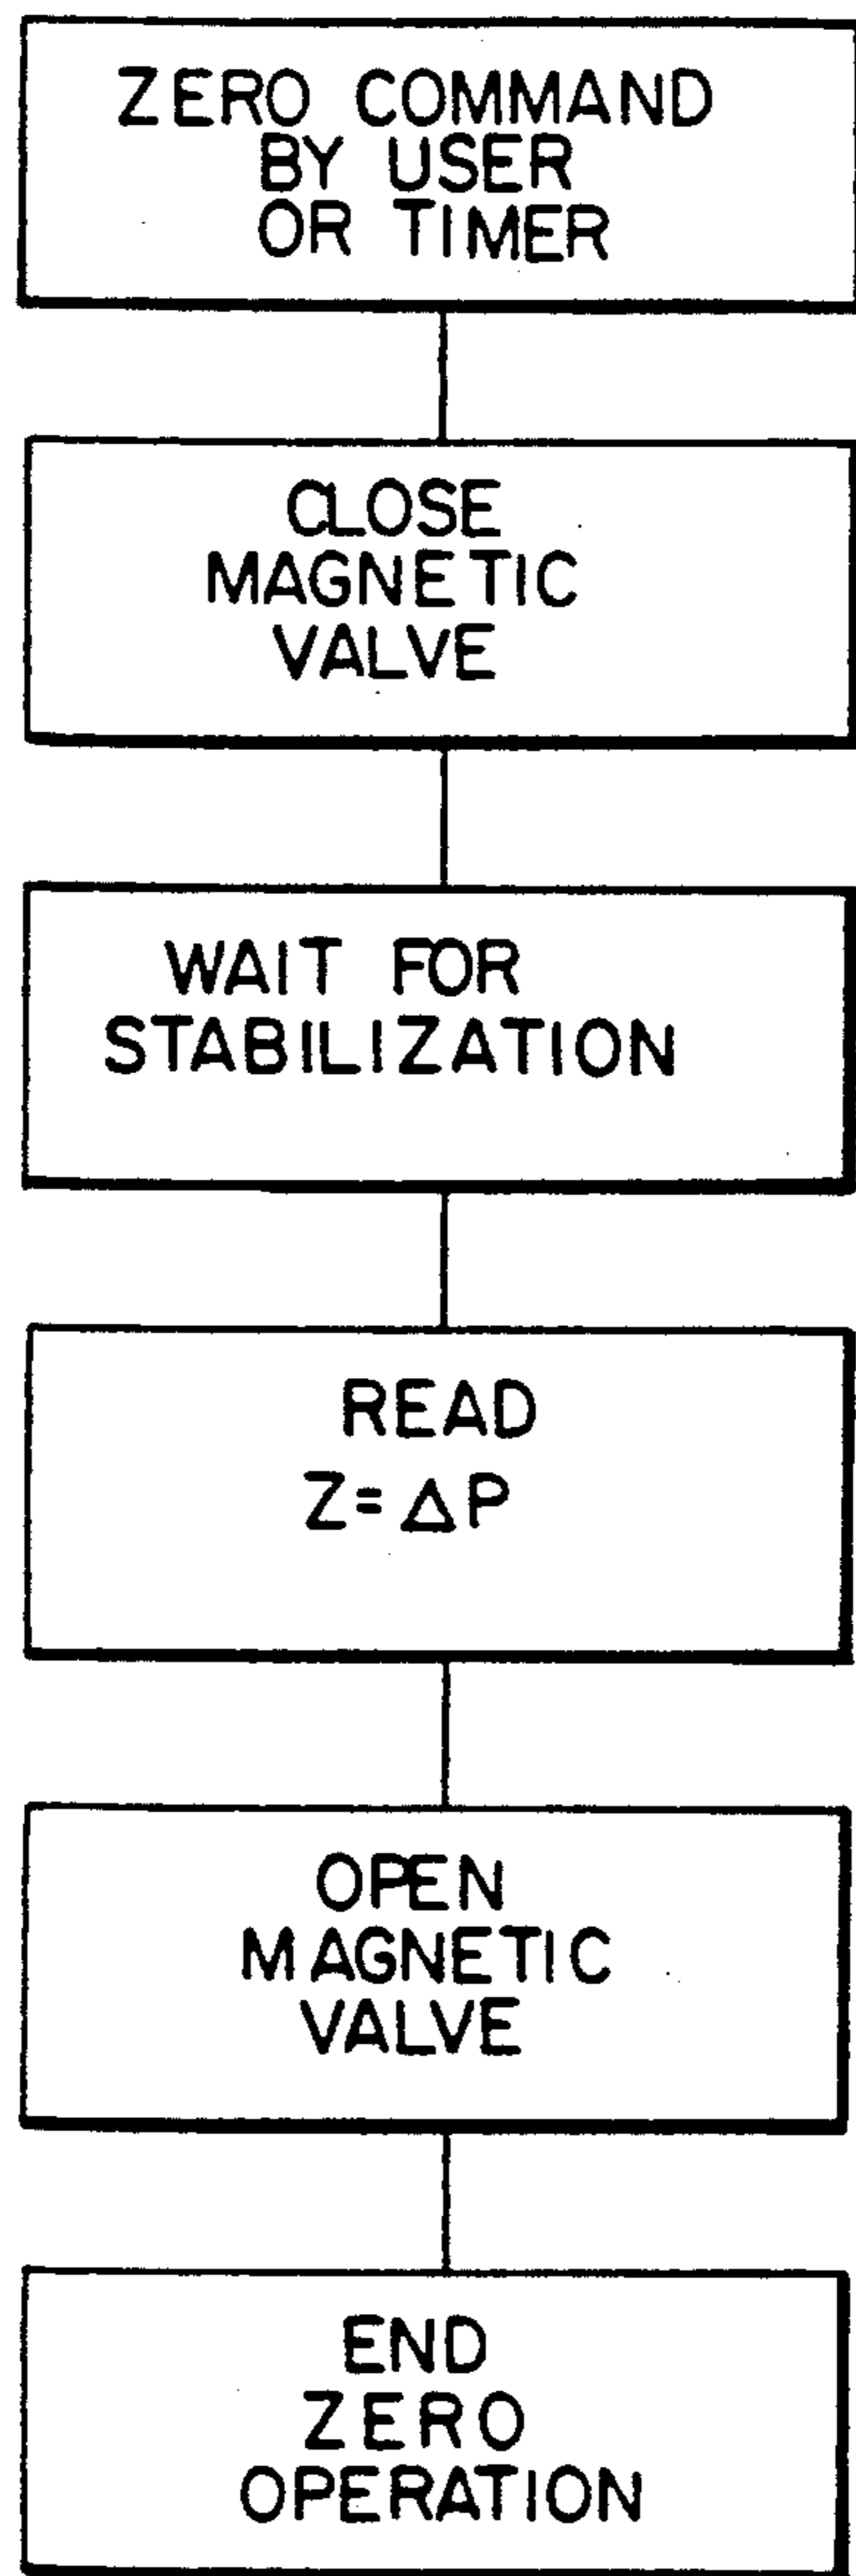 ZERO COMMAND
BY USER
OR TIMER
CLOSE
MAGNETIC
VALVE
WAIT FOR
STABILIZATION
READ
Z=ΔP
OPEN
MAGNETIC
VALVE
END
ZERO
OPERATION